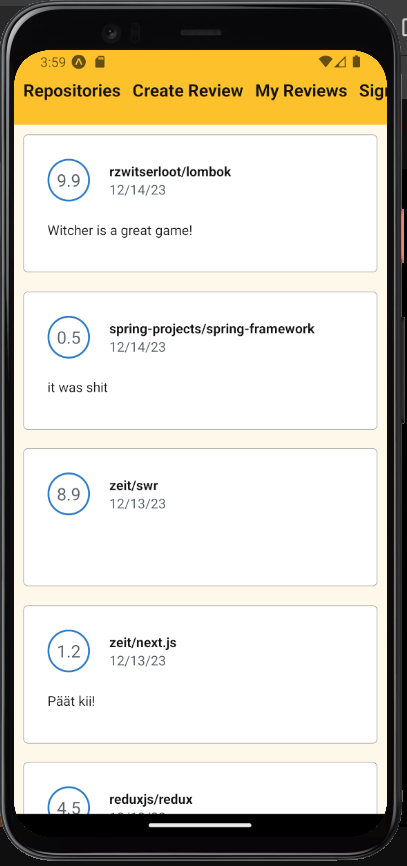 3:59
Repositories Create Review My Reviews Sign
9.9
rzwitserloot/lombok
12/14/23
Witcher is a great game!
0.5
spring-projects/spring-framework
12/14/23
it was shit
8.9
zeit/swr
12/13/23
1.2
zeit/next.js
12/13/23
Päät kii!
4.5
reduxjs/redux